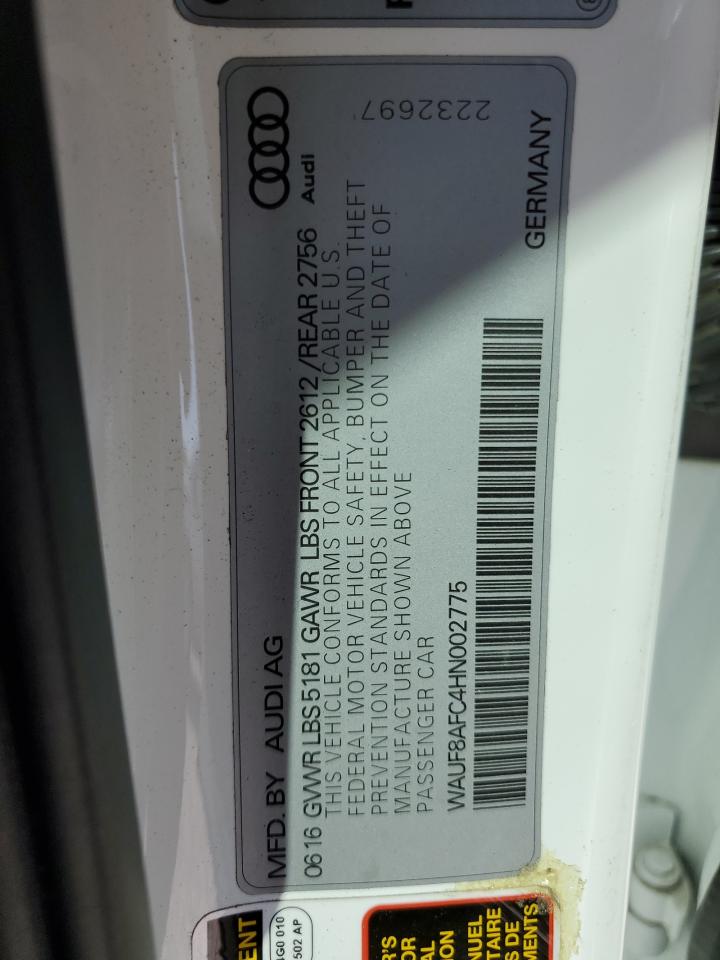 MFD. BY AUDI AG
Audi
0616 GVWR LBS 5181 GAWR LBS FRONT 2612 / REAR 2756
THIS VEHICLE CONFORMS TO ALL APPLICABLE U.S.
FEDERAL MOTOR VEHICLE SAFETY, BUMPER AND THEFT
PREVENTION STANDARDS IN EFFECT ON THE DATE OF
MANUFACTURE SHOWN ABOVE
PASSENGER CAR
2232697
WAUF8AFC4HN002775
GERMANY
502 AP